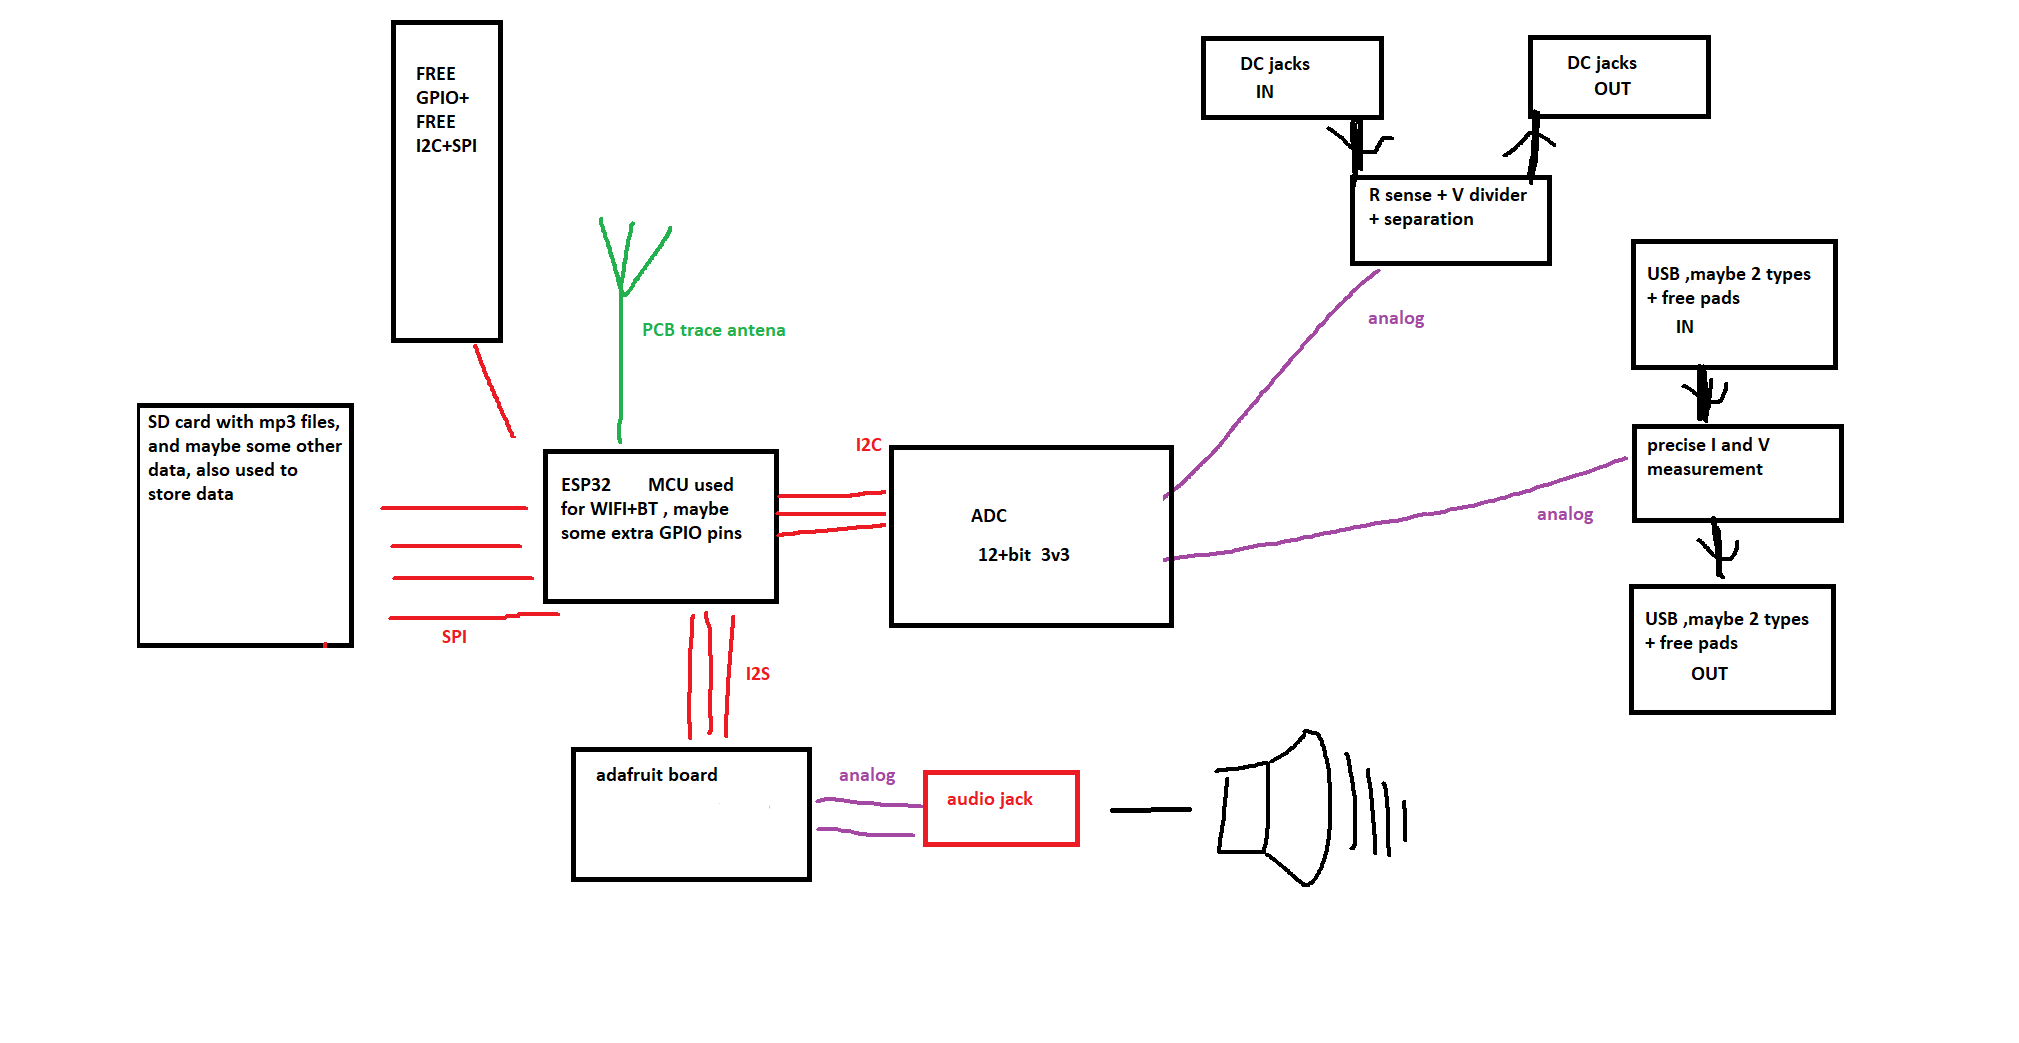 FREE
GPIO+
FREE
I2C+SPI
DC jacks
IN
DC jacks
OUT
R sense + V divider
+ separation
USB ,maybe 2 types
+ free pads
IN
analog
PCB trace antena
SD card with mp3 files,
and maybe some other
data, also used to
store data
I2C
ESP32 MCU used
for WIFI+BT , maybe
some extra GPIO pins
ADC
12+bit 3v3
precise I and V
measurement
analog
SPI
I2S
USB ,maybe 2 types
+ free pads
OUT
adafruit board
analog
audio jack